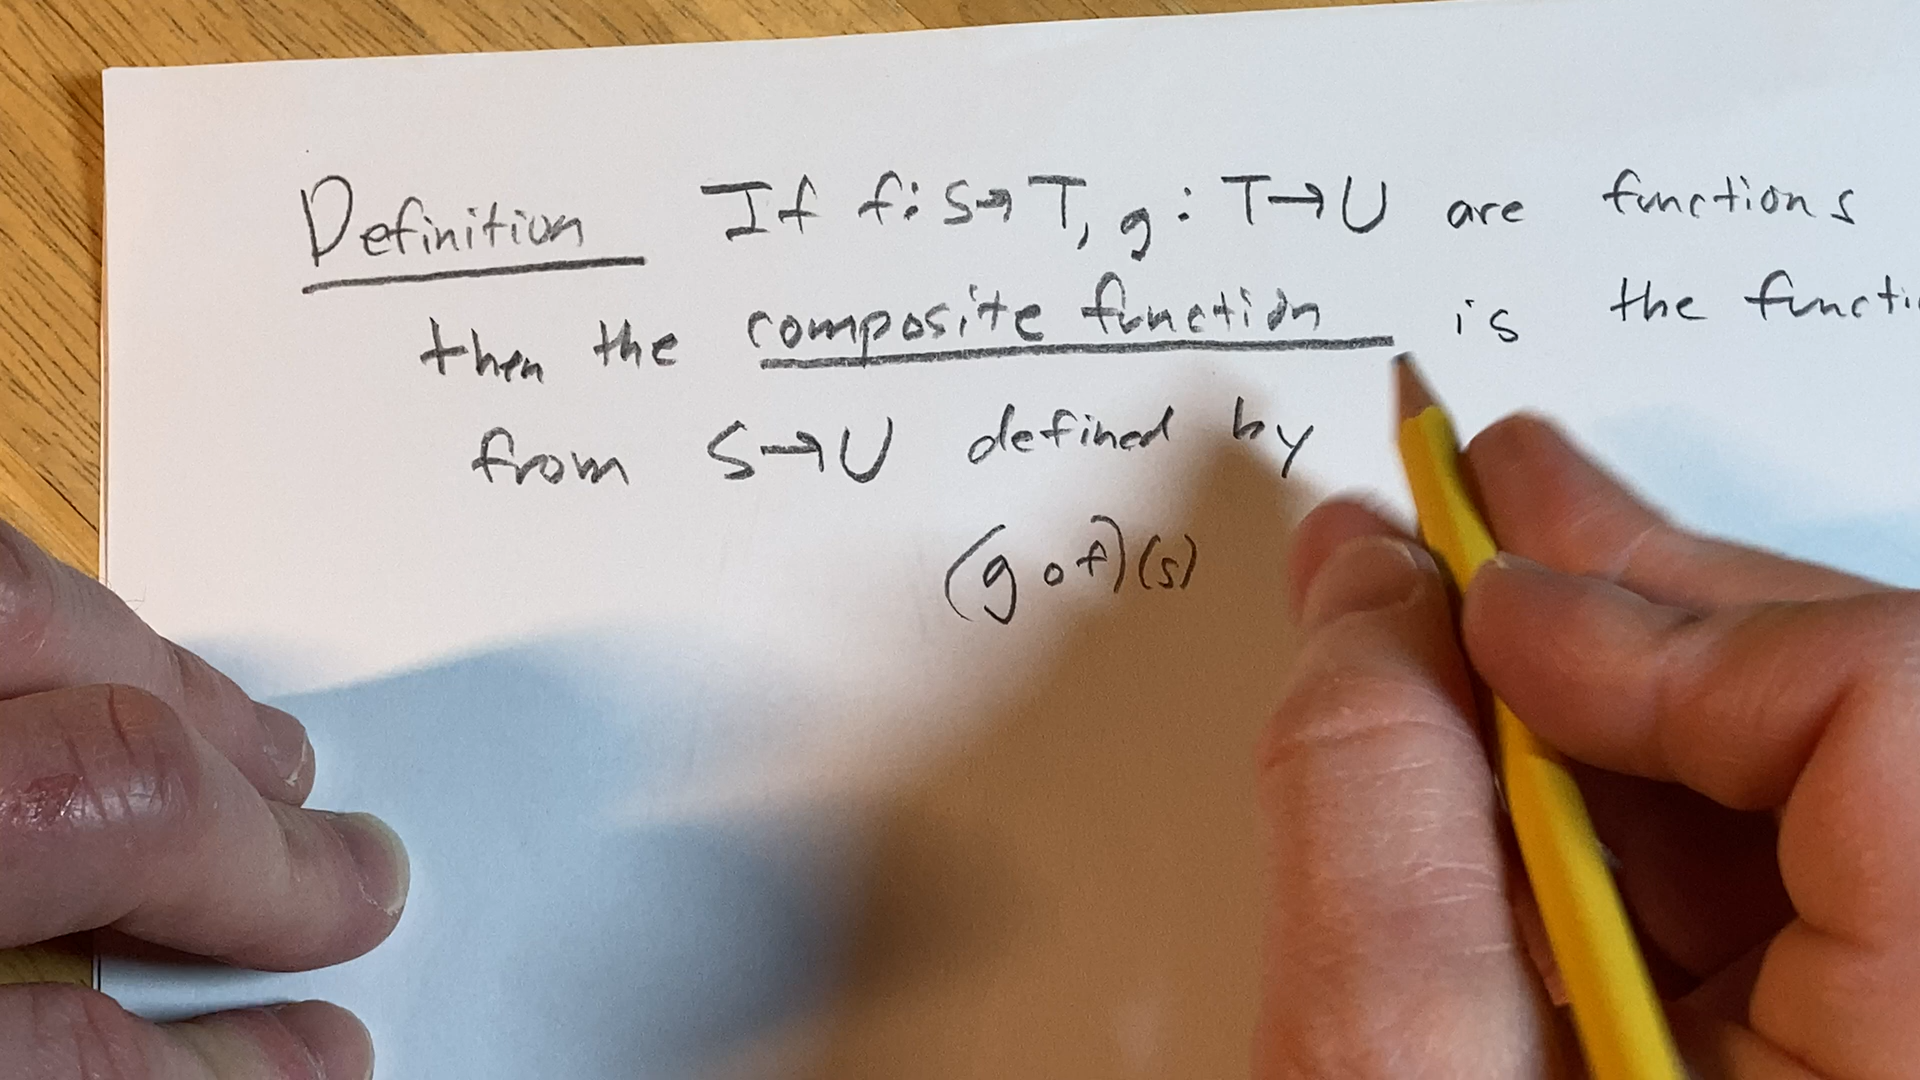 Definition If f: S→T, g: T→U are functions
then the composite function is the functi
from S→U defined by
(g∘f)(s)